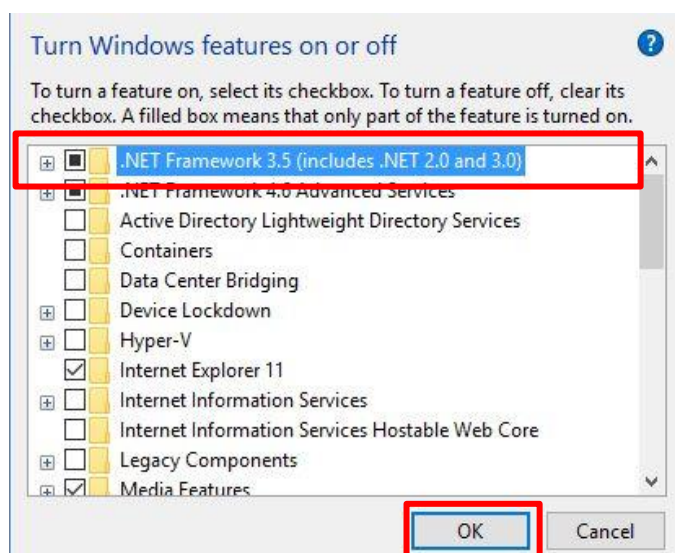 Turn Windows features on or off
?
To turn a feature on, select its checkbox. To turn a feature off, clear its
checkbox. A filled box means that only part of the feature is turned on.
.NET Framework 3.5 (includes .NET 2.0 and 3.0)
.NET Framework 4.6 Advanced Services
Active Directory Lightweight Directory Services
Containers
Data Center Bridging
Device Lockdown
Hyper-V
Internet Explorer 11
Internet Information Services
Internet Information Services Hostable Web Core
Legacy Components
Media Features
OK
Cancel